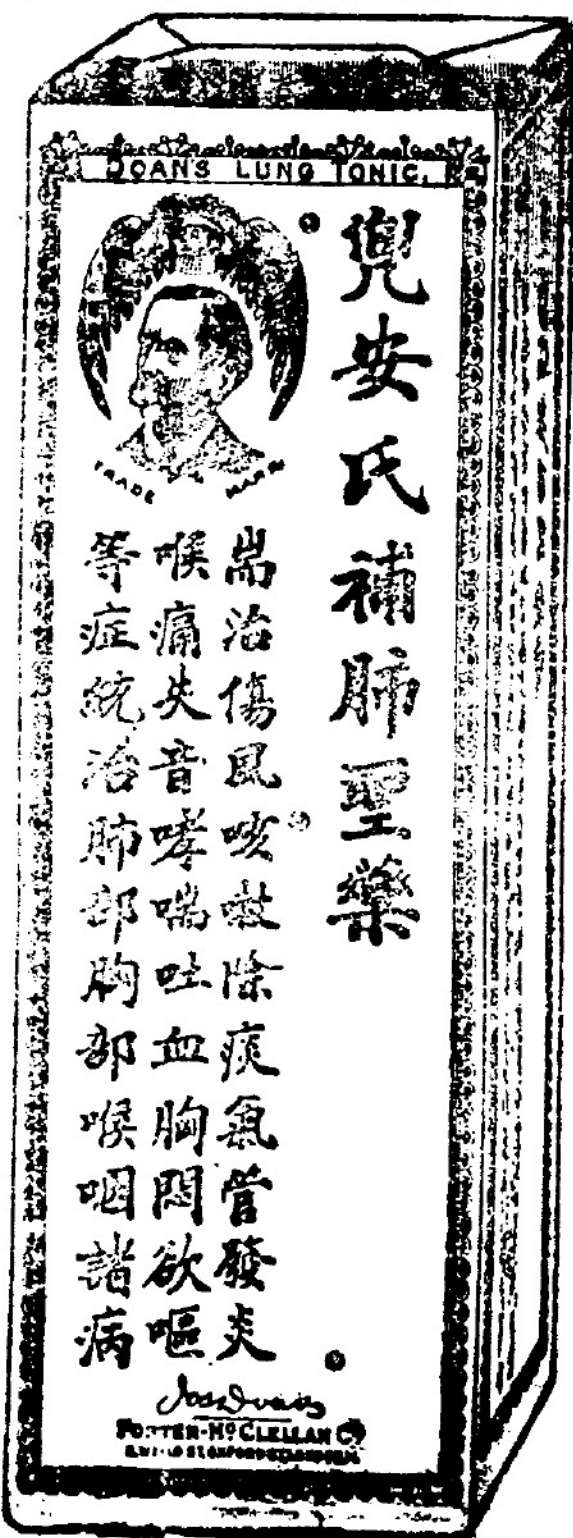 DOAN'S LUNG TONIC.
兜安氏補肺聖藥
TRADE MARK
耑治傷風咳嗽除痰氣管發炎
喉痛失音哮喘吐血胸悶欲嘔
等症統治肺部胸部喉咽諸病
FOSTER-McCLELLAN Co